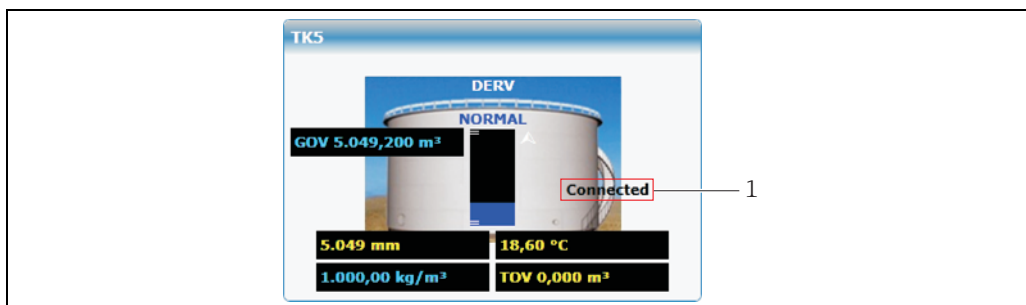 TK5
DERV
NORMAL
GOV 5.049,200 m³
Connected
1
5.049 mm
18,60 °C
1.000,00 kg/m³
TOV 0,000 m³